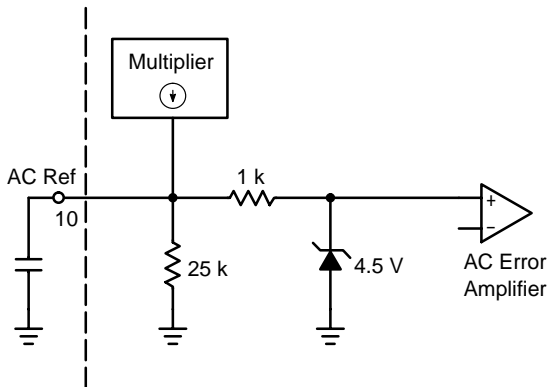 Multiplier
AC Ref
10
1 k
25 k
4.5 V
+
−
AC Error
Amplifier